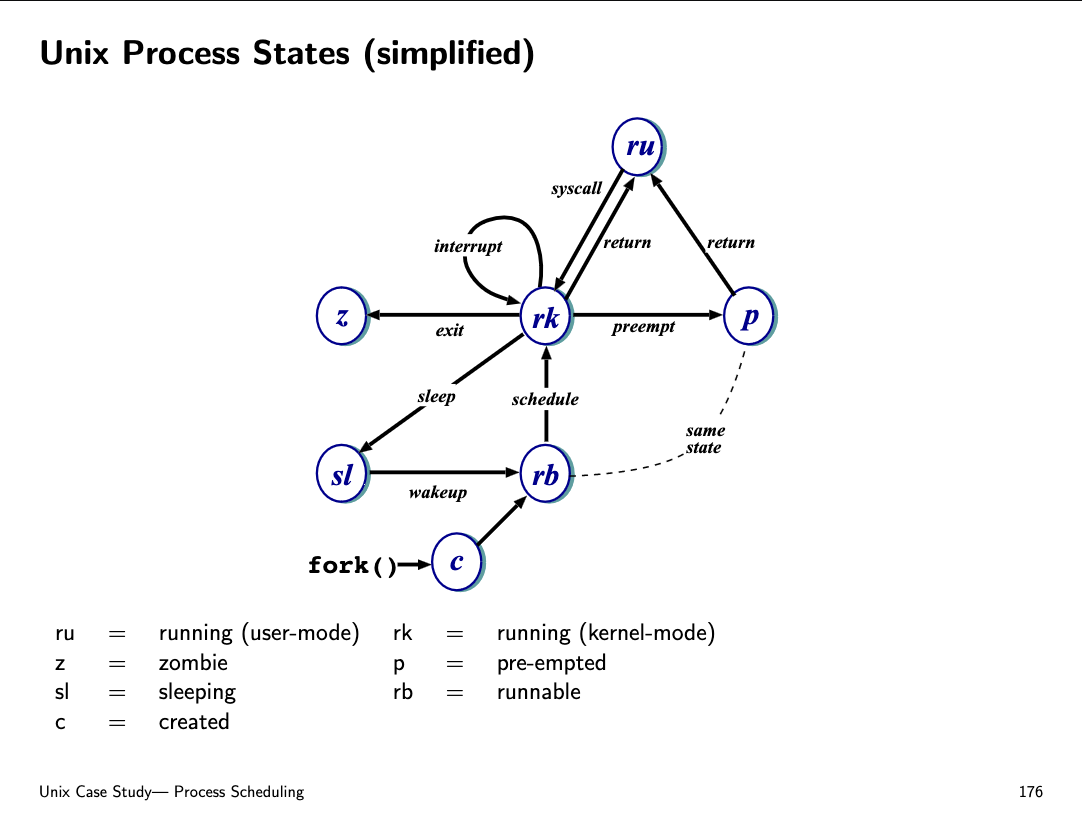 Unix Process States (simplified)
ru
syscall
interrupt
return
return
z
rk
p
exit
preempt
sleep
schedule
same
state
sl
rb
wakeup
fork()
c
ru = running (user-mode) rk = running (kernel-mode)
z = zombie p = pre-empted
sl = sleeping rb = runnable
c = created
Unix Case Study— Process Scheduling 176